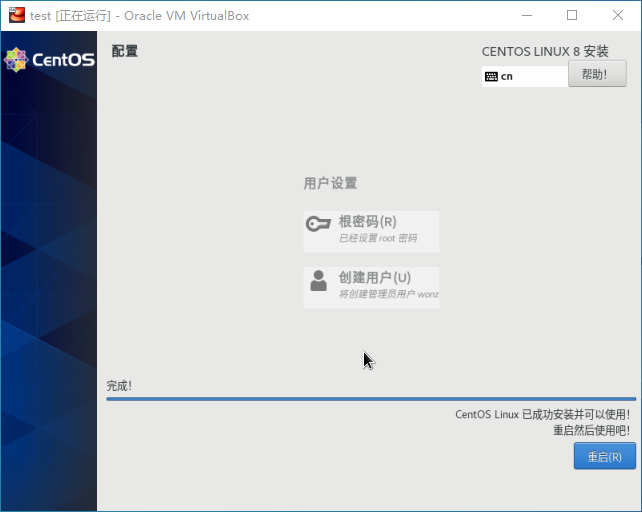 test [正在运行] - Oracle VM VirtualBox
CentOS
配置
CENTOS LINUX 8 安装
cn
帮助!
用户设置
根密码(R)
已经设置 root 密码
创建用户(U)
将创建管理员用户 wonz
完成!
CentOS Linux 已成功安装并可以使用!
重启然后使用吧!
重启(R)